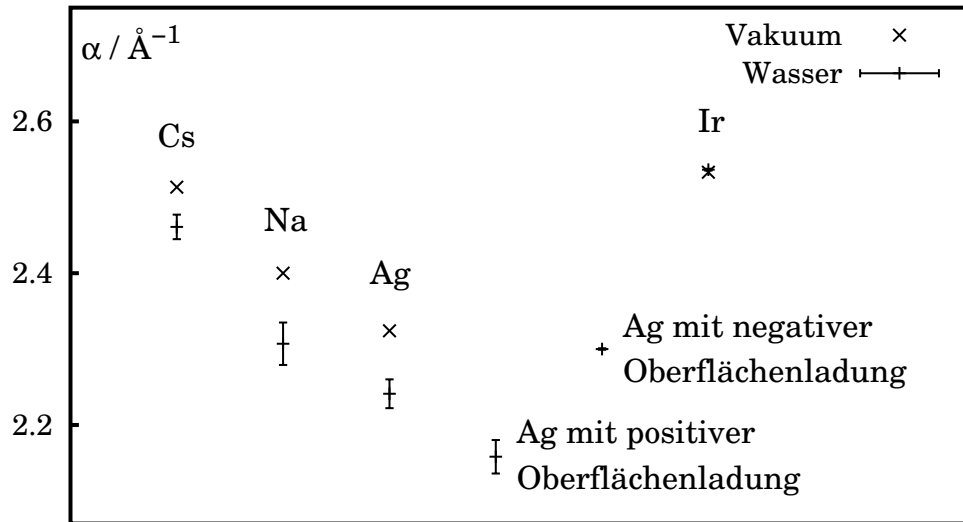 α / Å⁻¹
Vakuum
Wasser
2.6
Cs
Ir
Na
2.4
Ag
Ag mit negativer
Oberflächenladung
2.2
Ag mit positiver
Oberflächenladung